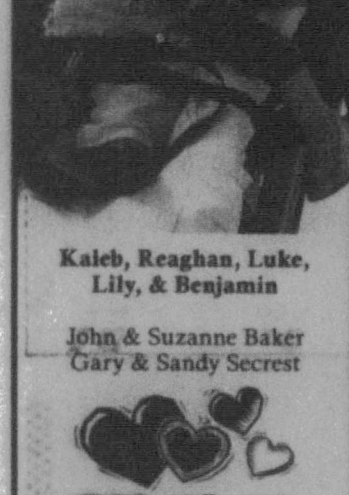 Kaleb, Reaghan, Luke,
Lily, & Benjamin
John & Suzanne Baker
Gary & Sandy Secrest